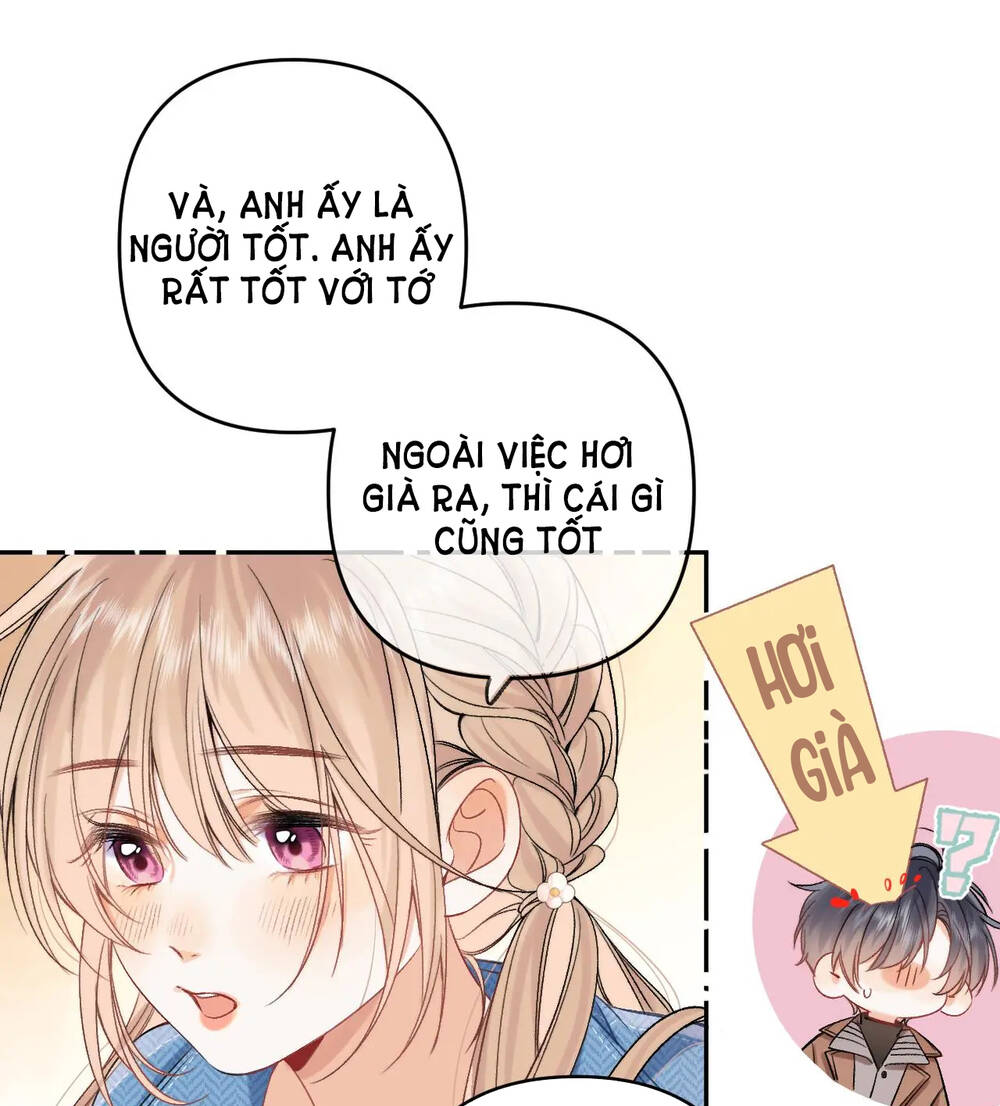 VÀ, ANH ẤY LÀ
NGƯỜI TỐT. ANH ẤY
RẤT TỐT VỚI TỚ
NGOÀI VIỆC HƠI
GIÀ RA, THÌ CÁI GÌ
CŨNG TỐT
HƠI
GIÀ
?